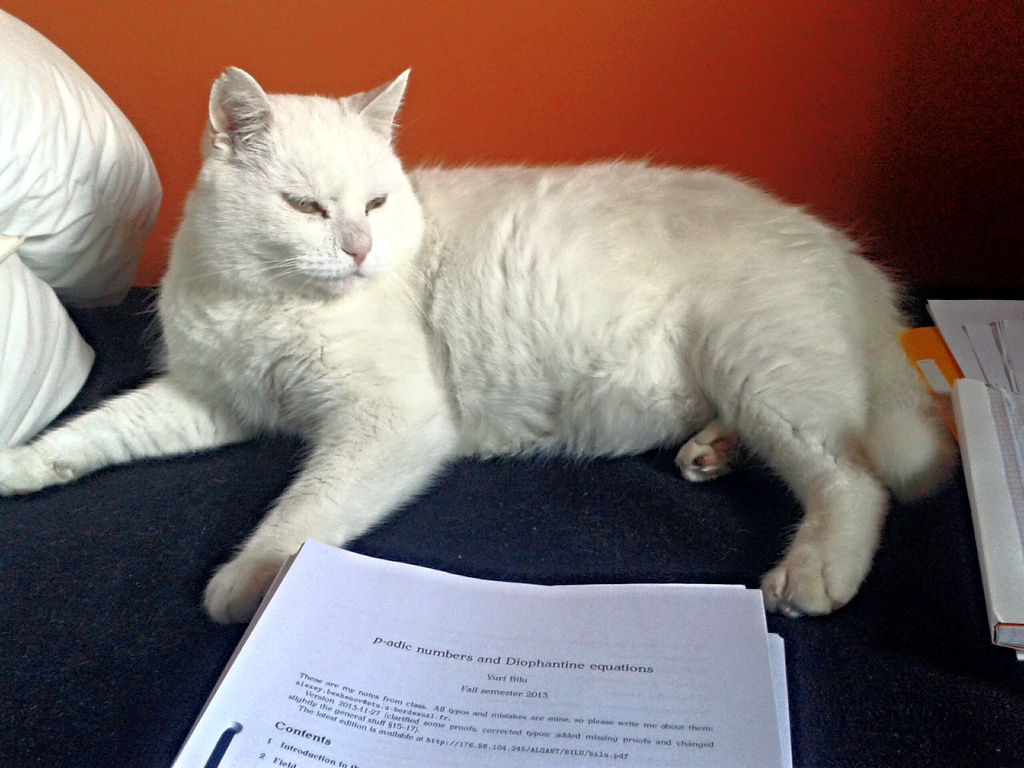 p-adic numbers and Diophantine equations
Yuri Bilu
Fall semester 2013
These are my notes from class. All typos and mistakes are mine, so please write me about them:
alexey.beshenov@etu.u-bordeaux1.fr.
Version 2013-11-27 (clarified some proofs, corrected typos; added missing proofs and changed
slightly the general stuff §15–17).
The latest edition is available at http://176.58.104.245/ALGANT/BILU/bilu.pdf
Contents
1 Introduction to
2